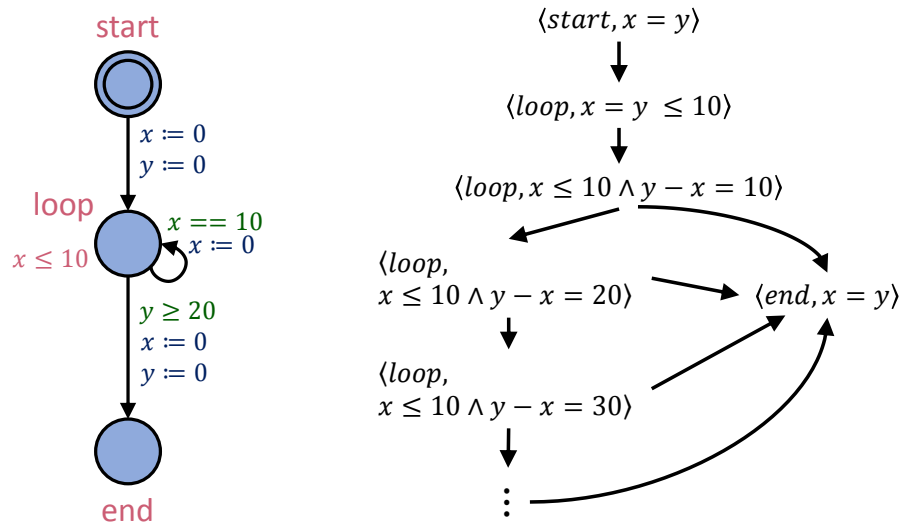 start
x := 0
y := 0
loop
x == 10
x := 0
x ≤ 10
y ≥ 20
x := 0
y := 0
end
⟨start, x = y⟩
⟨loop, x = y ≤ 10⟩
⟨loop, x ≤ 10 ∧ y − x = 10⟩
⟨loop,
x ≤ 10 ∧ y − x = 20⟩
⟨end, x = y⟩
⟨loop,
x ≤ 10 ∧ y − x = 30⟩
⋮